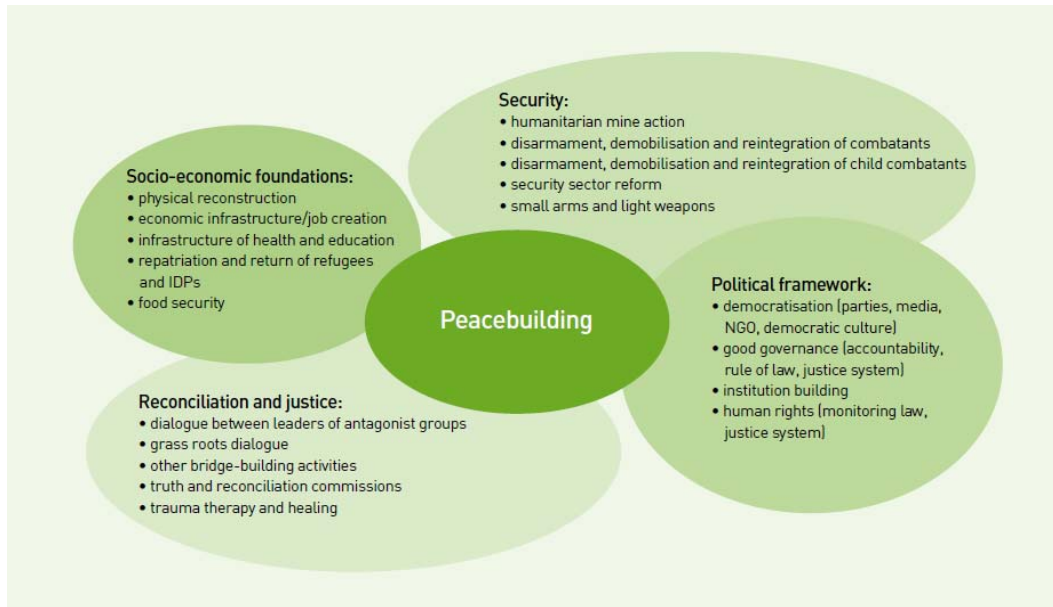 Security:
• humanitarian mine action
• disarmament, demobilisation and reintegration of combatants
• disarmament, demobilisation and reintegration of child combatants
• security sector reform
• small arms and light weapons
Socio-economic foundations:
• physical reconstruction
• economic infrastructure/job creation
• infrastructure of health and education
• repatriation and return of refugees
and IDPs
• food security
Peacebuilding
Political framework:
• democratisation (parties, media,
NGO, democratic culture)
• good governance (accountability,
rule of law, justice system)
• institution building
• human rights (monitoring law,
justice system)
Reconciliation and justice:
• dialogue between leaders of antagonist groups
• grass roots dialogue
• other bridge-building activities
• truth and reconciliation commissions
• trauma therapy and healing